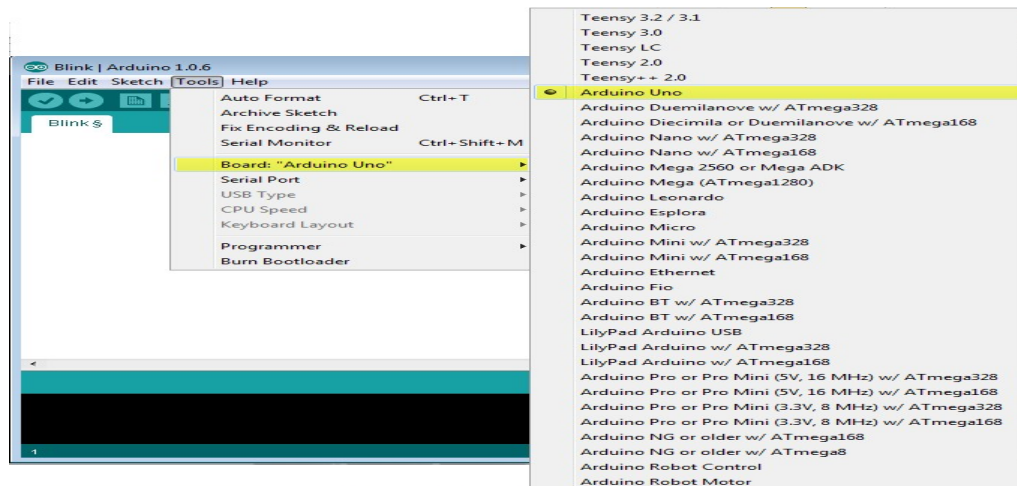 Blink | Arduino 1.0.6
File Edit Sketch Tools Help
Blink §
Auto Format Ctrl+T
Archive Sketch
Fix Encoding & Reload
Serial Monitor Ctrl+Shift+M
Board: "Arduino Uno"
Serial Port
USB Type
CPU Speed
Keyboard Layout
Programmer
Burn Bootloader
1
Teensy 3.2 / 3.1
Teensy 3.0
Teensy LC
Teensy 2.0
Teensy++ 2.0
Arduino Uno
Arduino Duemilanove w/ ATmega328
Arduino Diecimila or Duemilanove w/ ATmega168
Arduino Nano w/ ATmega328
Arduino Nano w/ ATmega168
Arduino Mega 2560 or Mega ADK
Arduino Mega (ATmega1280)
Arduino Leonardo
Arduino Esplora
Arduino Micro
Arduino Mini w/ ATmega328
Arduino Mini w/ ATmega168
Arduino Ethernet
Arduino Fio
Arduino BT w/ ATmega328
Arduino BT w/ ATmega168
LilyPad Arduino USB
LilyPad Arduino w/ ATmega328
LilyPad Arduino w/ ATmega168
Arduino Pro or Pro Mini (5V, 16 MHz) w/ ATmega328
Arduino Pro or Pro Mini (5V, 16 MHz) w/ ATmega168
Arduino Pro or Pro Mini (3.3V, 8 MHz) w/ ATmega328
Arduino Pro or Pro Mini (3.3V, 8 MHz) w/ ATmega168
Arduino NG or older w/ ATmega168
Arduino NG or older w/ ATmega8
Arduino Robot Control
Arduino Robot Motor